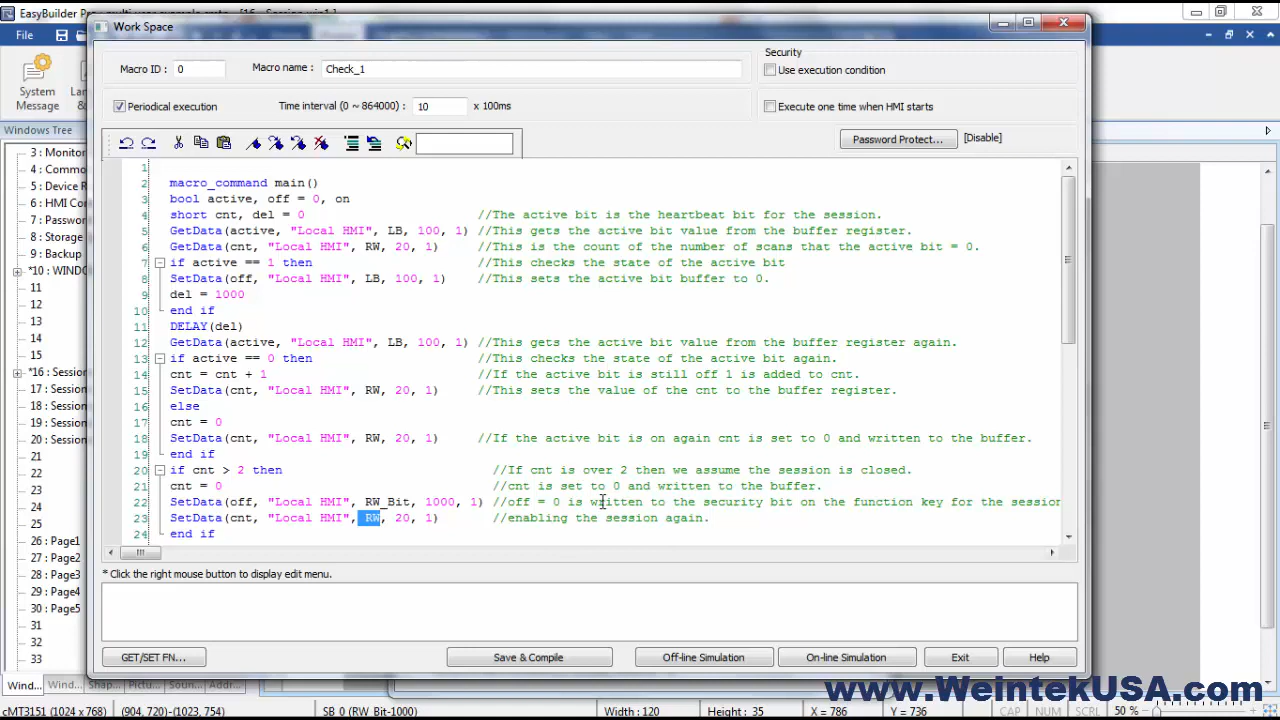 EasyBuilder Pro
Work Space
File
System
Message
Windows Tree
3 : Monitor
4 : Commo
5 : Device R
6 : HMI Con
7 : Passwor
8 : Storage
9 : Backup
*10 : WINDO
11
12
13
14
15
*16 : Sessio
17 : Session
18 : Session
19 : Session
20 : Session
21
22
23
24
25
26 : Page1
27 : Page2
28 : Page3
29 : Page4
30 : Page5
31
32
33
Macro ID : 0 Macro name : Check_1
Security
Use execution condition
Periodical execution Time interval (0 ~ 864000) : 10 x 100ms
Execute one time when HMI starts
Password Protect... [Disable]
1
2 macro_command main()
3 bool active, off = 0, on
4 short cnt, del = 0 //The active bit is the heartbeat bit for the session.
5 GetData(active, "Local HMI", LB, 100, 1) //This gets the active bit value from the buffer register.
6 GetData(cnt, "Local HMI", RW, 20, 1) //This is the count of the number of scans that the active bit = 0.
7 if active == 1 then //This checks the state of the active bit
8 SetData(off, "Local HMI", LB, 100, 1) //This sets the active bit buffer to 0.
9 del = 1000
10 end if
11 DELAY(del)
12 GetData(active, "Local HMI", LB, 100, 1) //This gets the active bit value from the buffer register again.
13 if active == 0 then //This checks the state of the active bit again.
14 cnt = cnt + 1 //If the active bit is still off 1 is added to cnt.
15 SetData(cnt, "Local HMI", RW, 20, 1) //This sets the value of the cnt to the buffer register.
16 else
17 cnt = 0
18 SetData(cnt, "Local HMI", RW, 20, 1) //If the active bit is on again cnt is set to 0 and written to the buffer.
19 end if
20 if cnt > 2 then //If cnt is over 2 then we assume the session is closed.
21 cnt = 0 //cnt is set to 0 and written to the buffer.
22 SetData(off, "Local HMI", RW_Bit, 1000, 1) //off = 0 is written to the security bit on the function key for the session
23 SetData(cnt, "Local HMI", RW, 20, 1) //enabling the session again.
24 end if
* Click the right mouse button to display edit menu.
GET/SET FN... Save & Compile Off-line Simulation On-line Simulation Exit Help
Wind... Wind... Shap... Pictu... Soun... Addr...
www.WeintekUSA.com
cMT3151 (1024 x 768) (904, 720)-(1023, 754) SB 0 (RW_Bit-1000) Width: 120 Height: 35 X = 786 Y = 736 CAP NUM SCRL 50 %